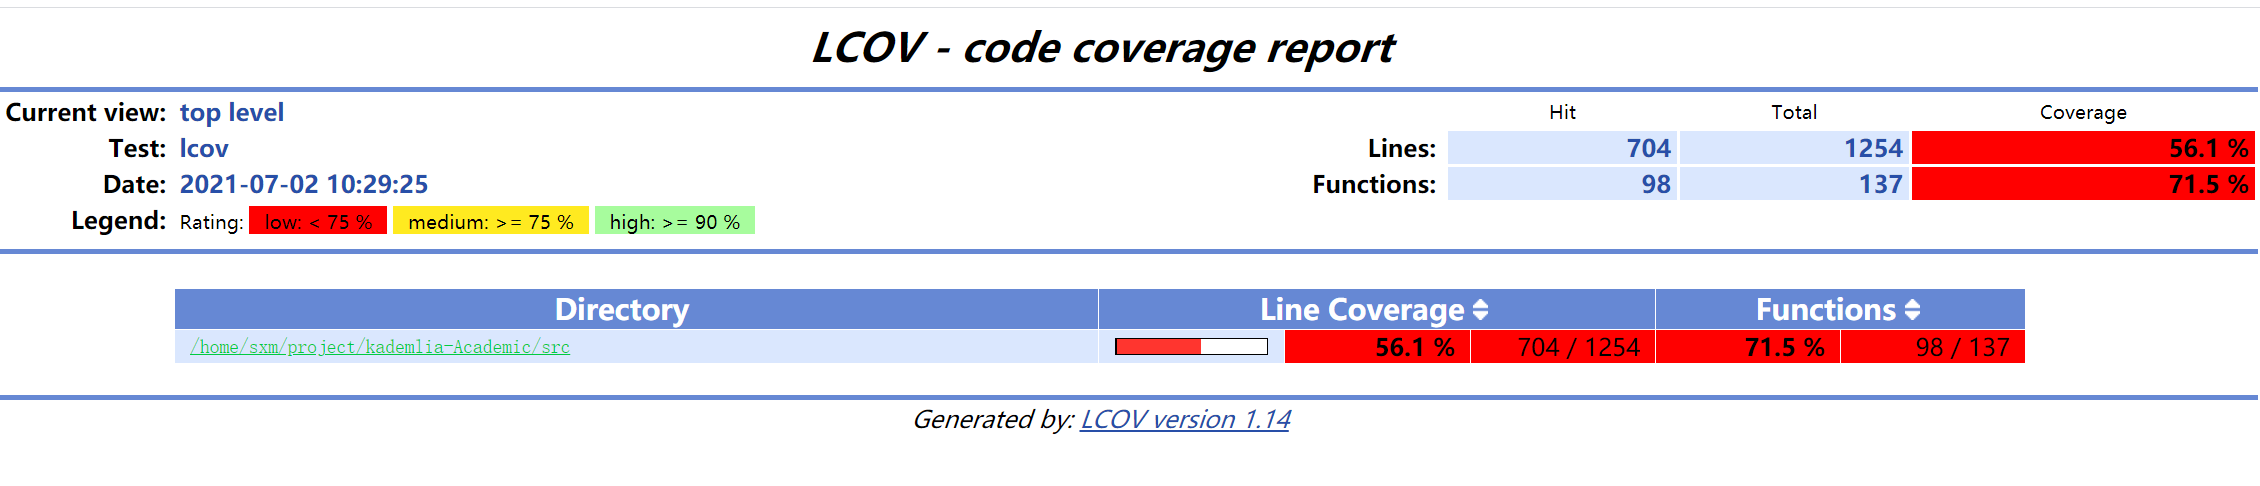 LCOV - code coverage report
Current view: top level
Hit Total Coverage
Test: lcov
Lines: 704 1254 56.1 %
Date: 2021-07-02 10:29:25
Functions: 98 137 71.5 %
Legend: Rating: low: < 75 % medium: >= 75 % high: >= 90 %
Directory Line Coverage Functions
/home/sxm/project/kademlia-Academic/src 56.1 % 704 / 1254 71.5 % 98 / 137
Generated by: LCOV version 1.14